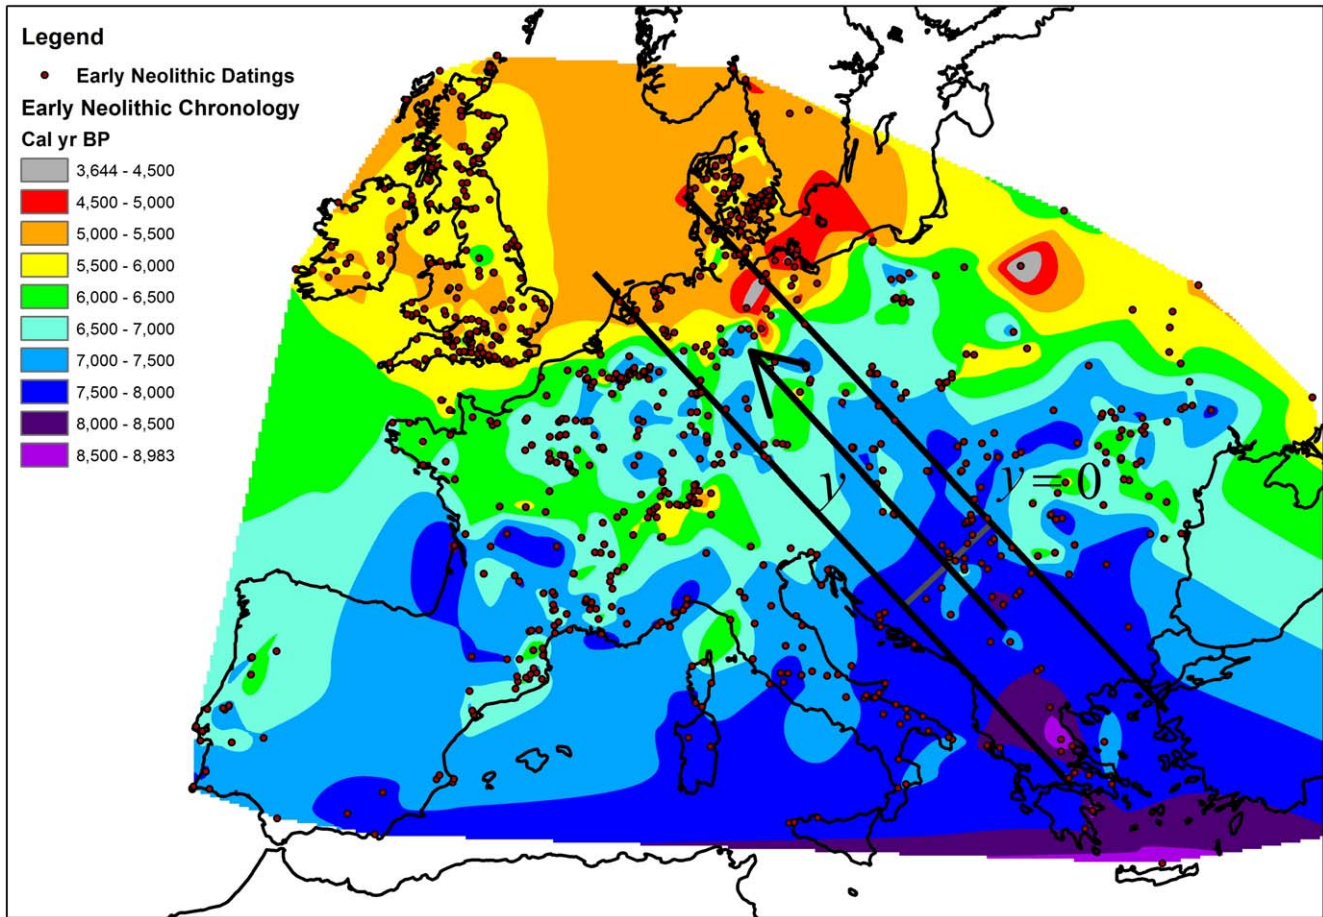 Legend
Early Neolithic Datings
Early Neolithic Chronology
Cal yr BP
3,644 - 4,500
4,500 - 5,000
5,000 - 5,500
5,500 - 6,000
6,000 - 6,500
6,500 - 7,000
7,000 - 7,500
7,500 - 8,000
8,000 - 8,500
8,500 - 8,983
y
y = 0